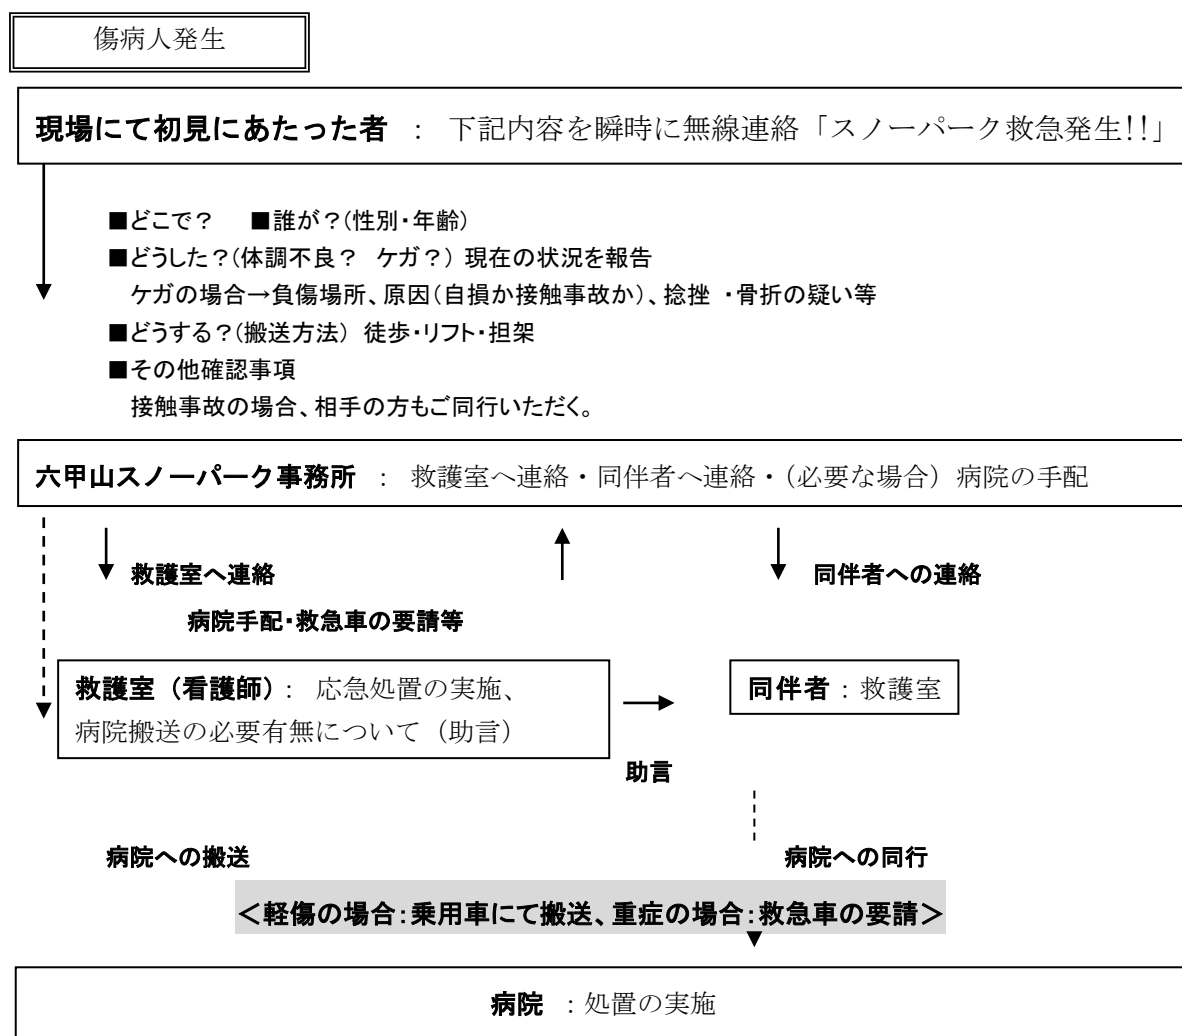 傷病人発生
現場にて初見にあたった者 : 下記内容を瞬時に無線連絡「スノーパーク救急発生!!」
■どこで? ■誰が?(性別・年齢)
■どうした?(体調不良? ケガ?) 現在の状況を報告
ケガの場合→負傷場所、原因(自損か接触事故か)、捻挫 ・骨折の疑い等
■どうする?(搬送方法) 徒歩・リフト・担架
■その他確認事項
接触事故の場合、相手の方もご同行いただく。
六甲山スノーパーク事務所 : 救護室へ連絡・同伴者へ連絡・(必要な場合) 病院の手配
救護室へ連絡 同伴者への連絡
病院手配・救急車の要請等
救護室(看護師): 応急処置の実施、
病院搬送の必要有無について(助言)
同伴者:救護室
助言
病院への搬送 病院への同行
<軽傷の場合:乗用車にて搬送、重症の場合:救急車の要請>
病院 :処置の実施